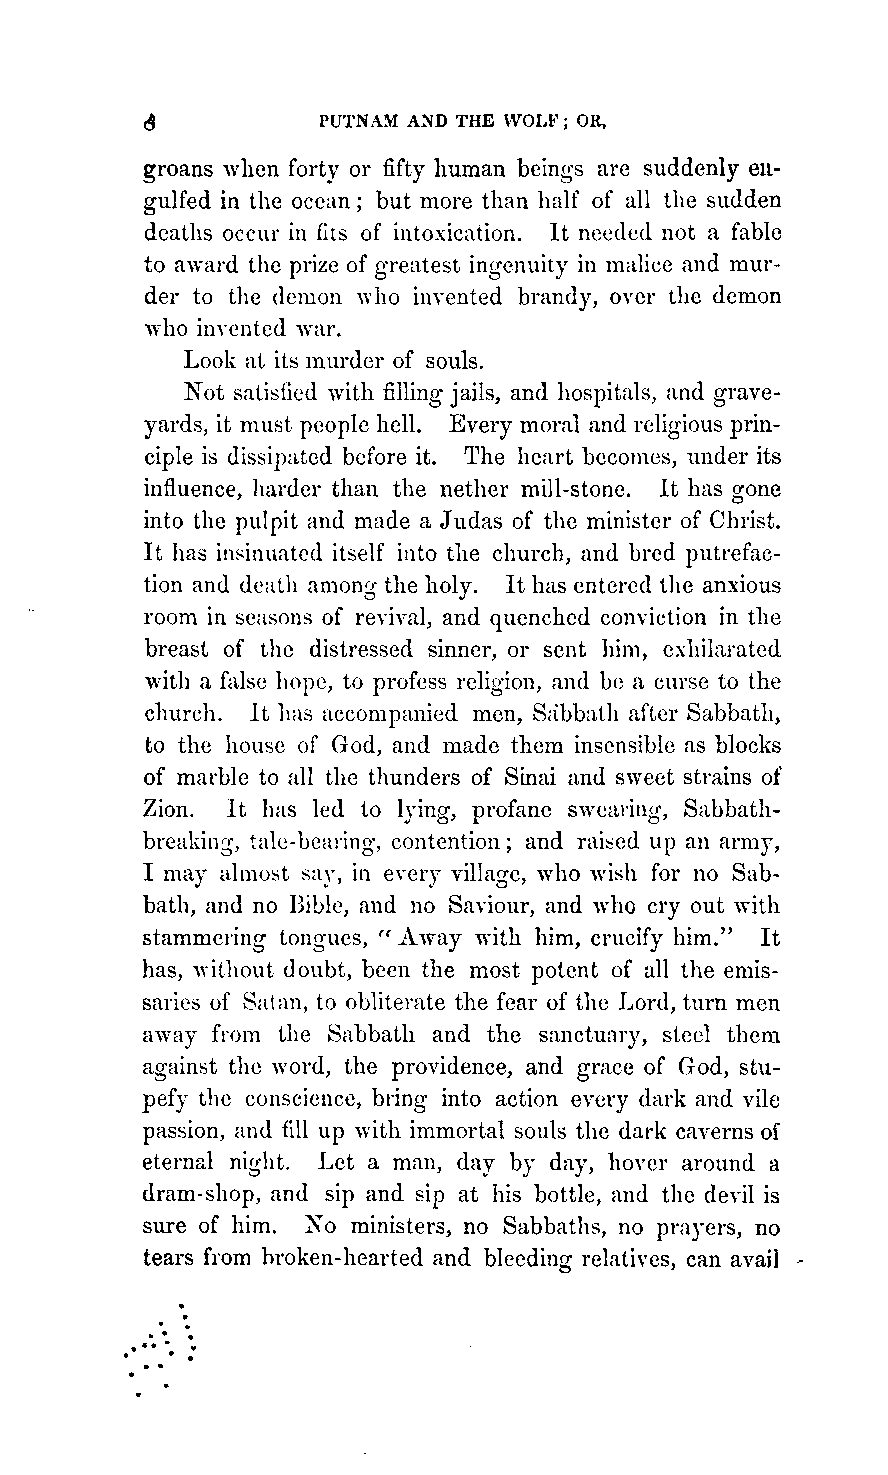 8 PUTNAM AND THE WOLF; OR,
groans when forty or fifty human beings are suddenly en-
gulfed in the ocean; but more than half of all the sudden
deaths occur in fits of intoxication. It needed not a fable
to award the prize of greatest ingenuity in malice and mur-
der to the demon who invented brandy, over the demon
who invented war.
Look at its murder of souls.
Not satisfied with filling jails, and hospitals, and grave-
yards, it must people hell. Every moral and religious prin-
ciple is dissipated before it. The heart becomes, under its
influence, harder than the nether mill-stone. It has gone
into the pulpit and made a Judas of the minister of Christ.
It has insinuated itself into the church, and bred putrefac-
tion and death among the holy. It has entered the anxious
room in seasons of revival, and quenched conviction in the
breast of the distressed sinner, or sent him, exhilarated
with a false hope, to profess religion, and be a curse to the
church. It has accompanied men, Sabbath after Sabbath,
to the house of God, and made them insensible as blocks
of marble to all the thunders of Sinai and sweet strains of
Zion. It has led to lying, profane swearing, Sabbath-
breaking, tale-bearing, contention; and raised up an army,
I may almost say, in every village, who wish for no Sab-
bath, and no Bible, and no Saviour, and who cry out with
stammering tongues, "Away with him, crucify him." It
has, without doubt, been the most potent of all the emis-
saries of Satan, to obliterate the fear of the Lord, turn men
away from the Sabbath and the sanctuary, steel them
against the word, the providence, and grace of God, stu-
pefy the conscience, bring into action every dark and vile
passion, and fill up with immortal souls the dark caverns of
eternal night. Let a man, day by day, hover around a
dram-shop, and sip and sip at his bottle, and the devil is
sure of him. No ministers, no Sabbaths, no prayers, no
tears from broken-hearted and bleeding relatives, can avail